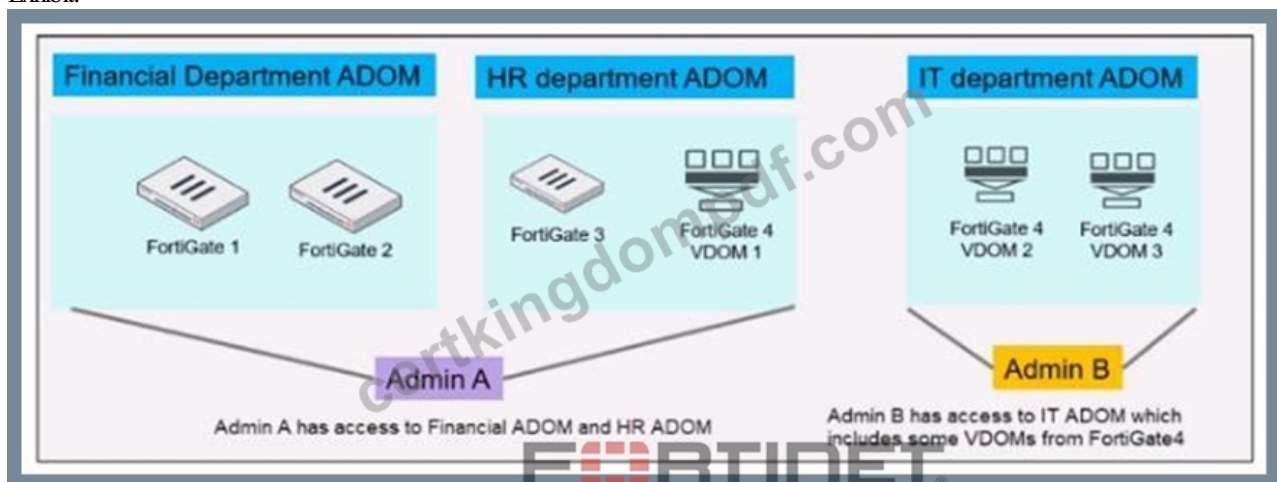 Exhibit:
Financial Department ADOM
HR department ADOM
IT department ADOM
FortiGate 1
FortiGate 2
FortiGate 3
FortiGate 4
VDOM 1
FortiGate 4
VDOM 2
FortiGate 4
VDOM 3
certkingdompdf.com
Admin A
Admin B
Admin A has access to Financial ADOM and HR ADOM
Admin B has access to IT ADOM which
includes some VDOMs from FortiGate4
FORTINET